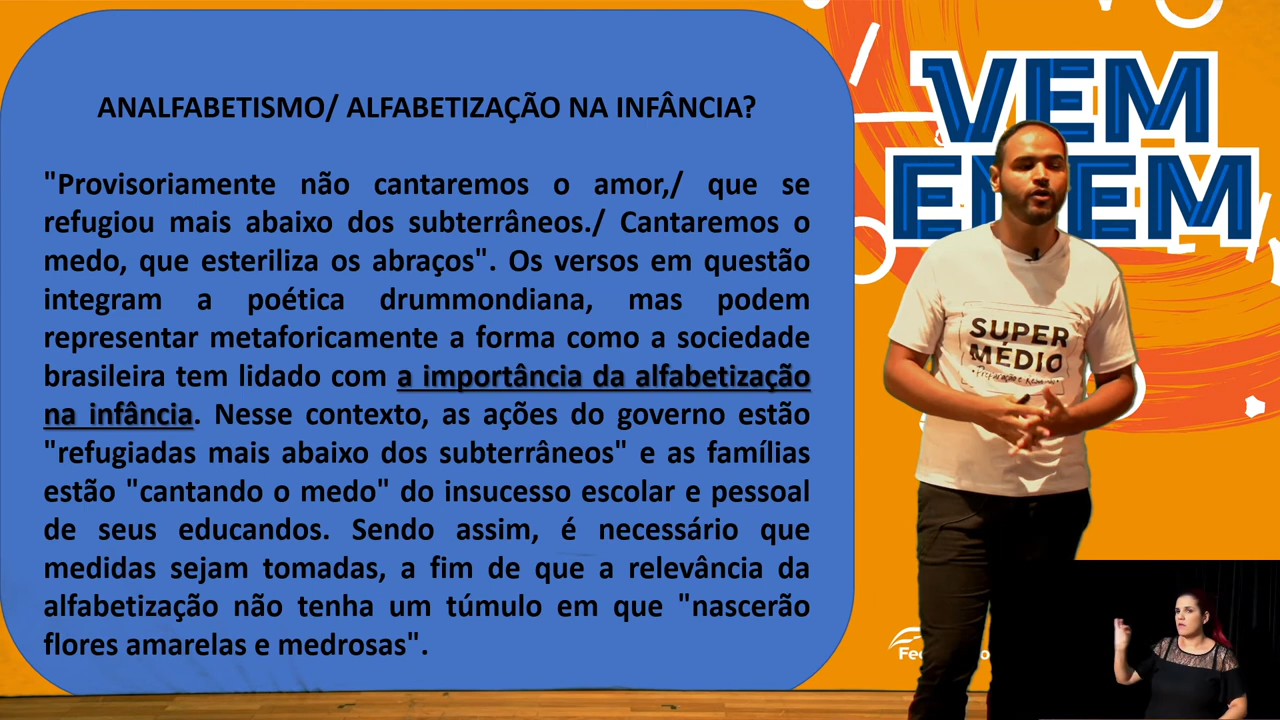 ANALFABETISMO/ ALFABETIZAÇÃO NA INFÂNCIA?
"Provisoriamente não cantaremos o amor,/ que se
refugiou mais abaixo dos subterrâneos./ Cantaremos o
medo, que esteriliza os abraços". Os versos em questão
integram a poética drummondiana, mas podem
representar metaforicamente a forma como a sociedade
brasileira tem lidado com a importância da alfabetização
na infância. Nesse contexto, as ações do governo estão
"refugiadas mais abaixo dos subterrâneos" e as famílias
estão "cantando o medo" do insucesso escolar e pessoal
de seus educandos. Sendo assim, é necessário que
medidas sejam tomadas, a fim de que a relevância da
alfabetização não tenha um túmulo em que "nascerão
flores amarelas e medrosas".
VEM
ENEM
SUPER
MÉDIO